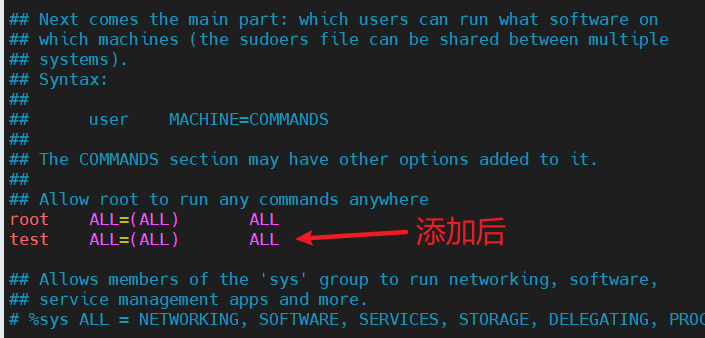 ## Next comes the main part: which users can run what software on
## which machines (the sudoers file can be shared between multiple
## systems).
## Syntax:
##
##      user    MACHINE=COMMANDS
##
## The COMMANDS section may have other options added to it.
##
## Allow root to run any commands anywhere
root    ALL=(ALL)       ALL
test    ALL=(ALL)       ALL
添加后
## Allows members of the 'sys' group to run networking, software,
## service management apps and more.
# %sys ALL = NETWORKING, SOFTWARE, SERVICES, STORAGE, DELEGATING, PROC